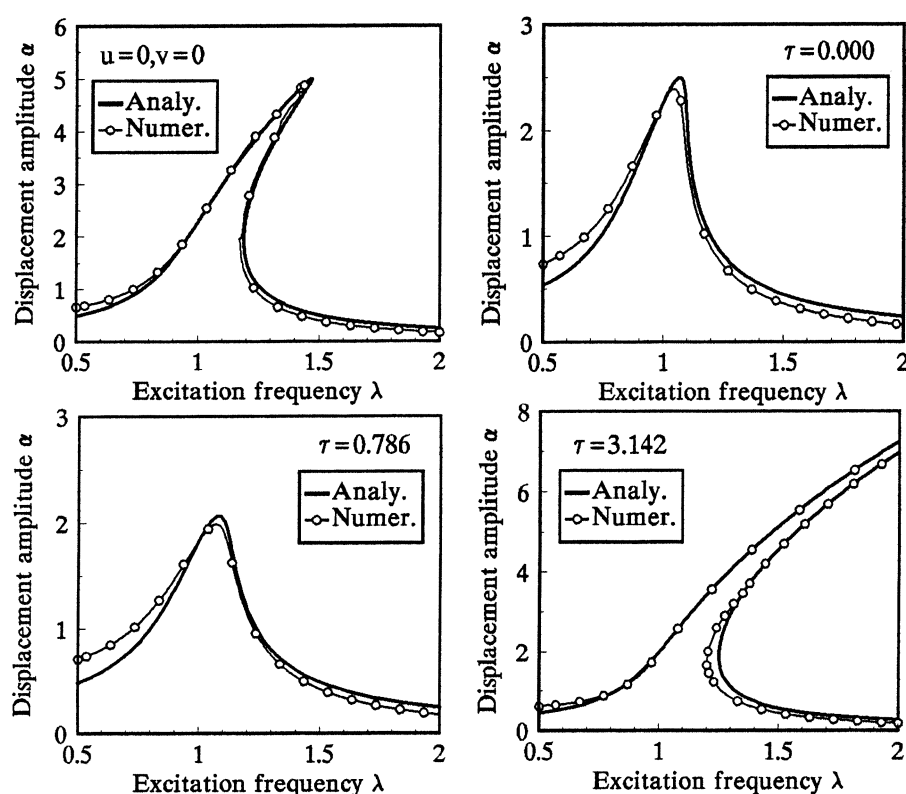 6
5
4
3
2
1
0
u=0,v=0
Analy.
Numer.
Displacement amplitude α
0.5
1
1.5
2
Excitation frequency λ
3
2
1
0
τ=0.000
Analy.
Numer.
Displacement amplitude α
0.5
1
1.5
2
Excitation frequency λ
3
2
1
0
τ=0.786
Analy.
Numer.
Displacement amplitude α
0.5
1
1.5
2
Excitation frequency λ
8
6
4
2
0
τ=3.142
Analy.
Numer.
Displacement amplitude α
0.5
1
1.5
2
Excitation frequency λ